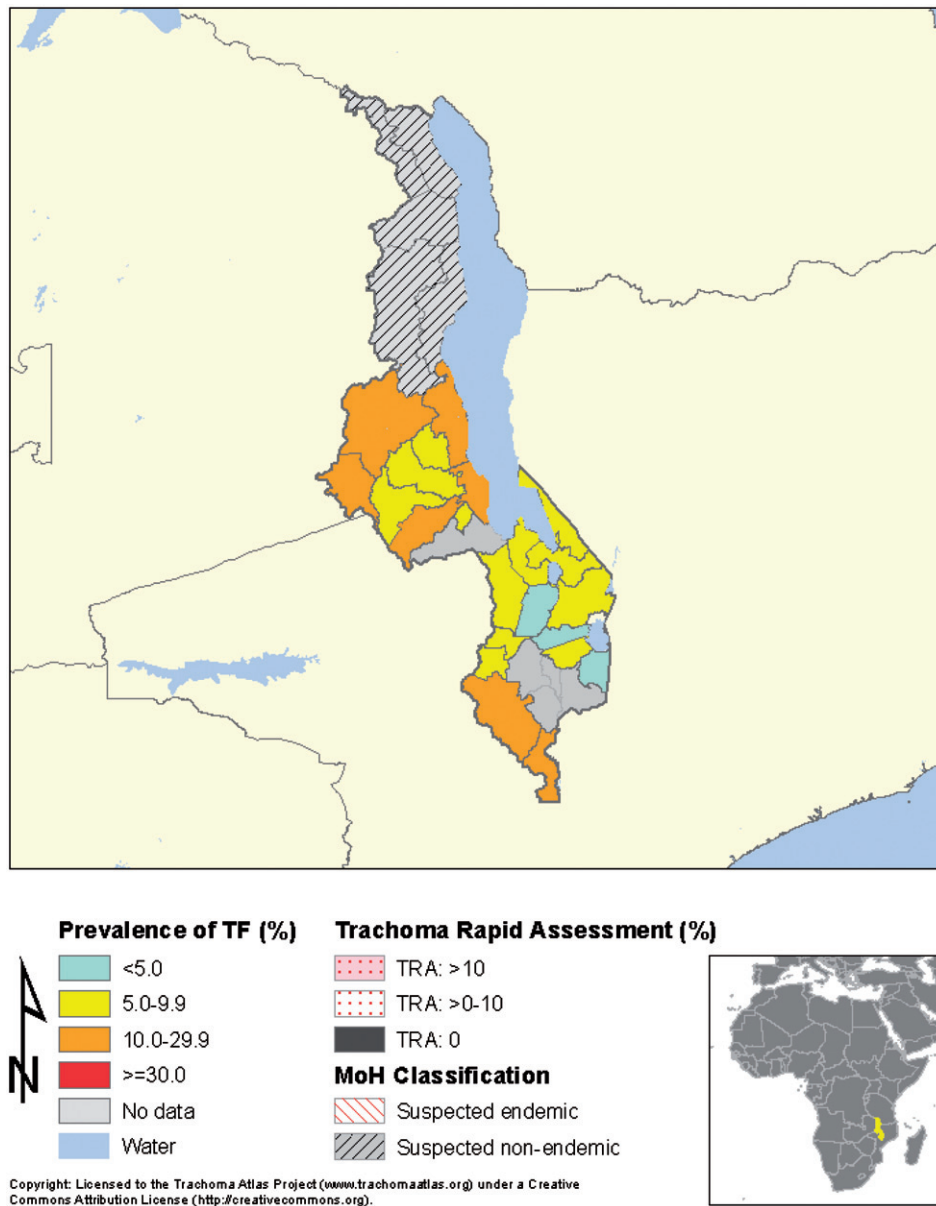 Prevalence of TF (%)
<5.0
5.0-9.9
10.0-29.9
>=30.0
No data
Water
Trachoma Rapid Assessment (%)
TRA: >10
TRA: >0-10
TRA: 0
MoH Classification
Suspected endemic
Suspected non-endemic
N
Copyright: Licensed to the Trachoma Atlas Project (www.trachomaatlas.org) under a Creative
Commons Attribution License (http://creativecommons.org).